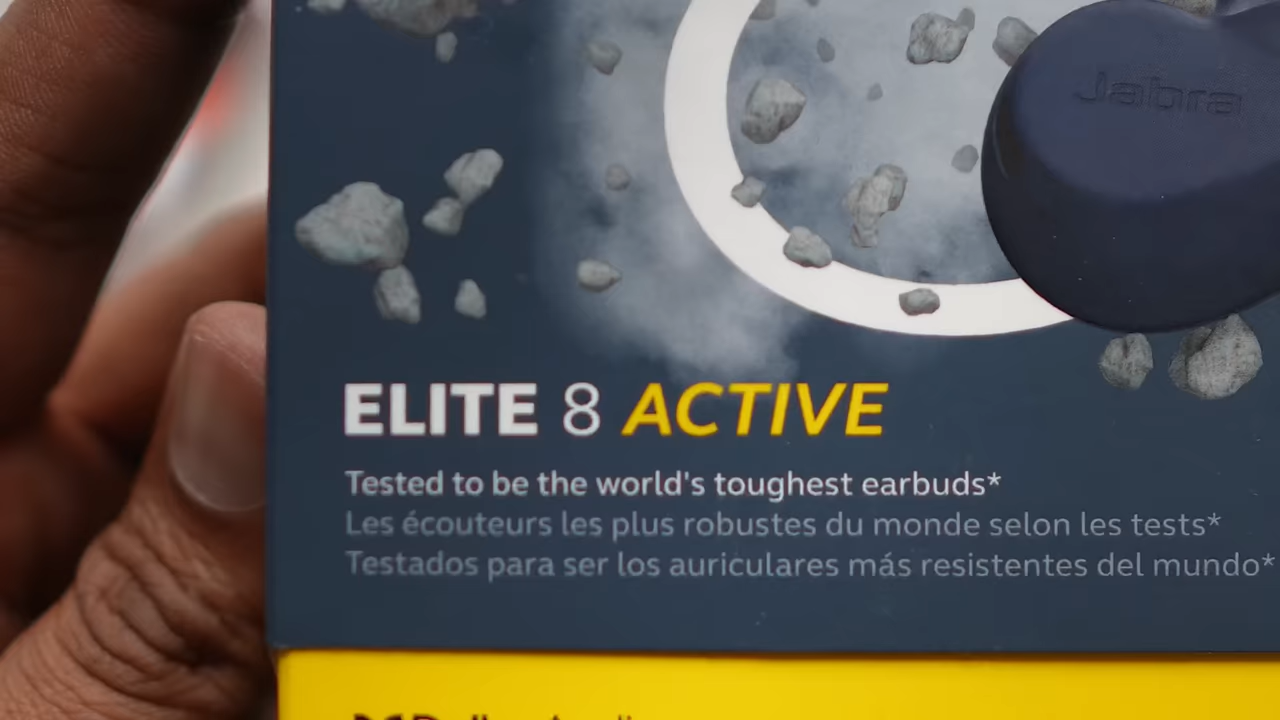 Jabra
ELITE 8 ACTIVE
Tested to be the world's toughest earbuds*
Les écouteurs les plus robustes du monde selon les tests*
Testados para ser los auriculares más resistentes del mundo*